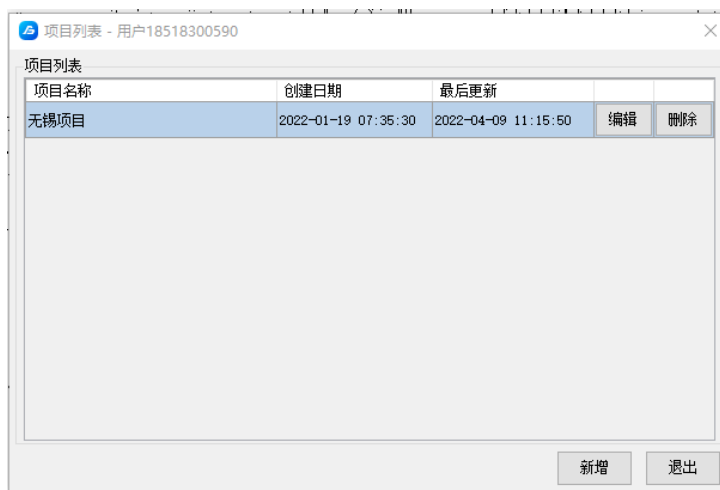 项目列表 - 用户18518300590
项目列表
项目名称 创建日期 最后更新
无锡项目 2022-01-19 07:35:30 2022-04-09 11:15:50 编辑 删除
新增 退出